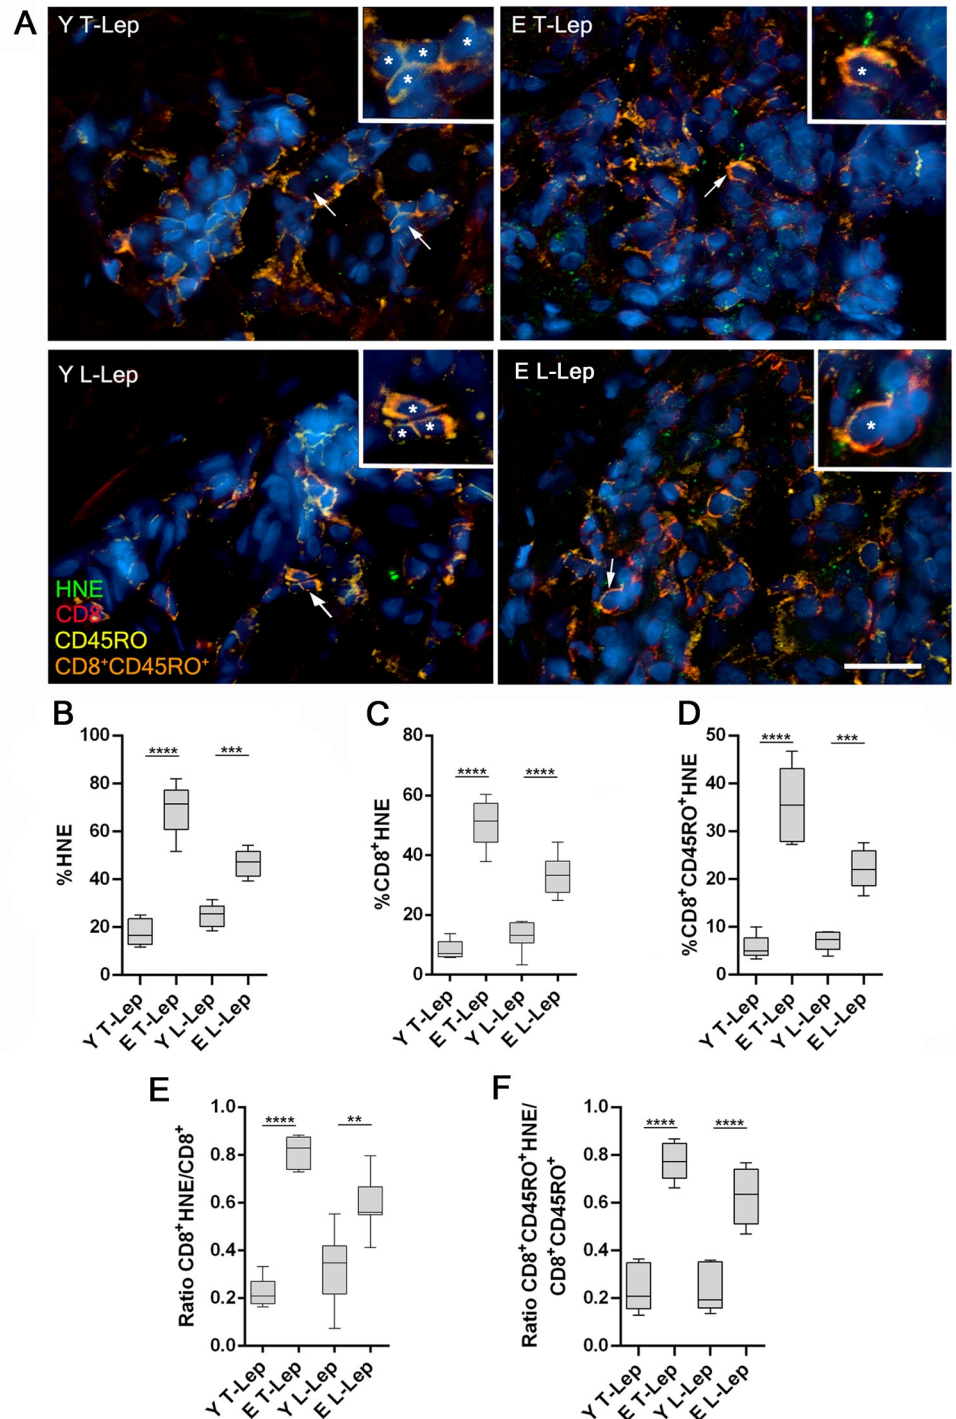 A
Y T-Lep
* * * *
E T-Lep
*
Y L-Lep
* * *
E L-Lep
*
HNE
CD8
CD45RO
CD8⁺CD45RO⁺
B
%HNE
100
80
60
40
20
0
**** ***
Y T-Lep
E T-Lep
Y L-Lep
E L-Lep
C
%CD8⁺HNE
80
60
40
20
0
**** ****
Y T-Lep
E T-Lep
Y L-Lep
E L-Lep
D
%CD8⁺CD45RO⁺HNE
50
40
30
20
10
0
**** ***
Y T-Lep
E T-Lep
Y L-Lep
E L-Lep
E
Ratio CD8⁺HNE/CD8⁺
1.0
0.8
0.6
0.4
0.2
0.0
**** **
Y T-Lep
E T-Lep
Y L-Lep
E L-Lep
F
Ratio CD8⁺CD45RO⁺HNE/
CD8⁺CD45RO⁺
1.0
0.8
0.6
0.4
0.2
0.0
**** ****
Y T-Lep
E T-Lep
Y L-Lep
E L-Lep